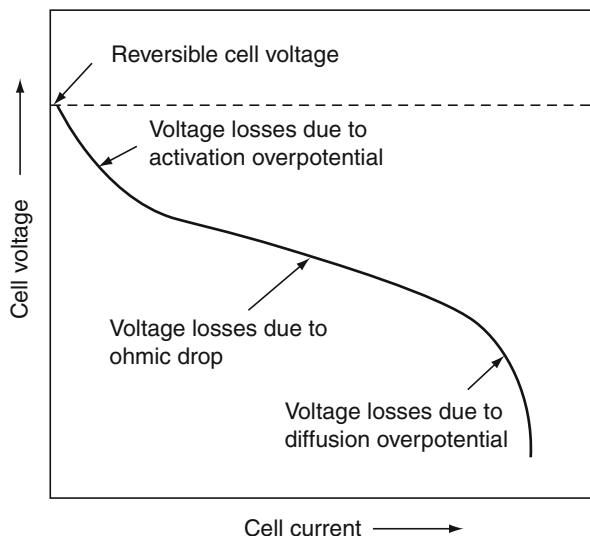 Reversible cell voltage
Voltage losses due to
activation overpotential
Cell voltage
Voltage losses due to
ohmic drop
Voltage losses due to
diffusion overpotential
Cell current